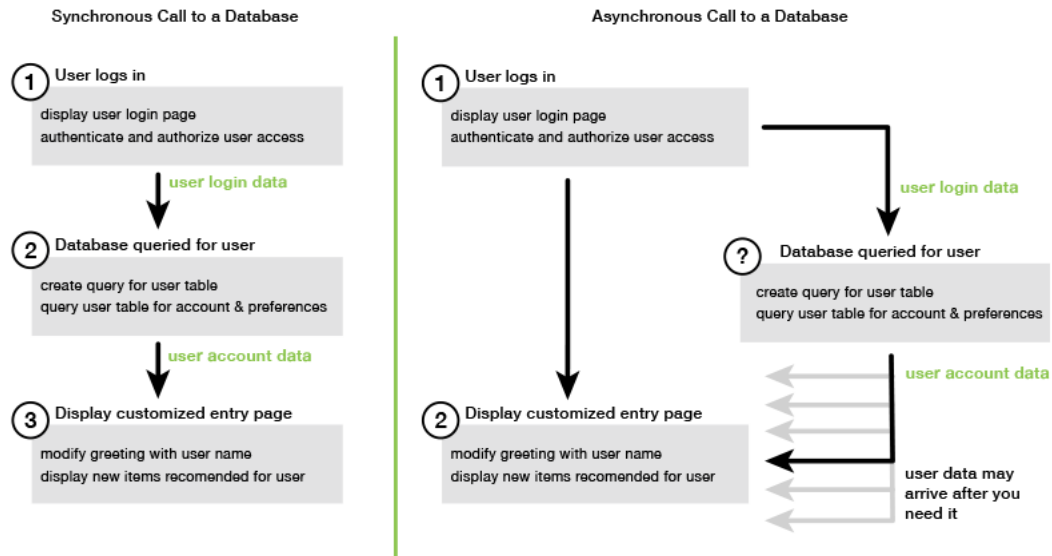 Synchronous Call to a Database
1
User logs in
display user login page
authenticate and authorize user access
user login data
2
Database queried for user
create query for user table
query user table for account & preferences
user account data
3
Display customized entry page
modify greeting with user name
display new items recomended for user
Asynchronous Call to a Database
1
User logs in
display user login page
authenticate and authorize user access
user login data
?
Database queried for user
create query for user table
query user table for account & preferences
user account data
2
Display customized entry page
modify greeting with user name
display new items recomended for user
user data may
arrive after you
need it